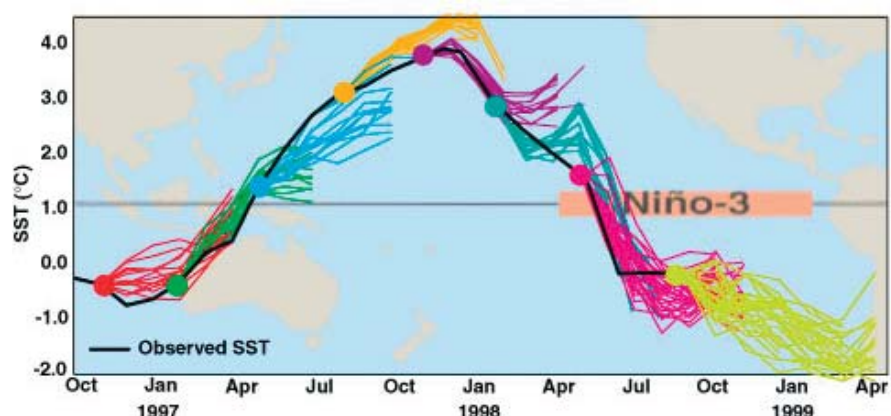 4.0
3.0
2.0
SST (°C)
1.0
Niño-3
0.0
-1.0
Observed SST
-2.0
Oct Jan Apr Jul Oct Jan Apr Jul Oct Jan Apr
1997 1998 1999